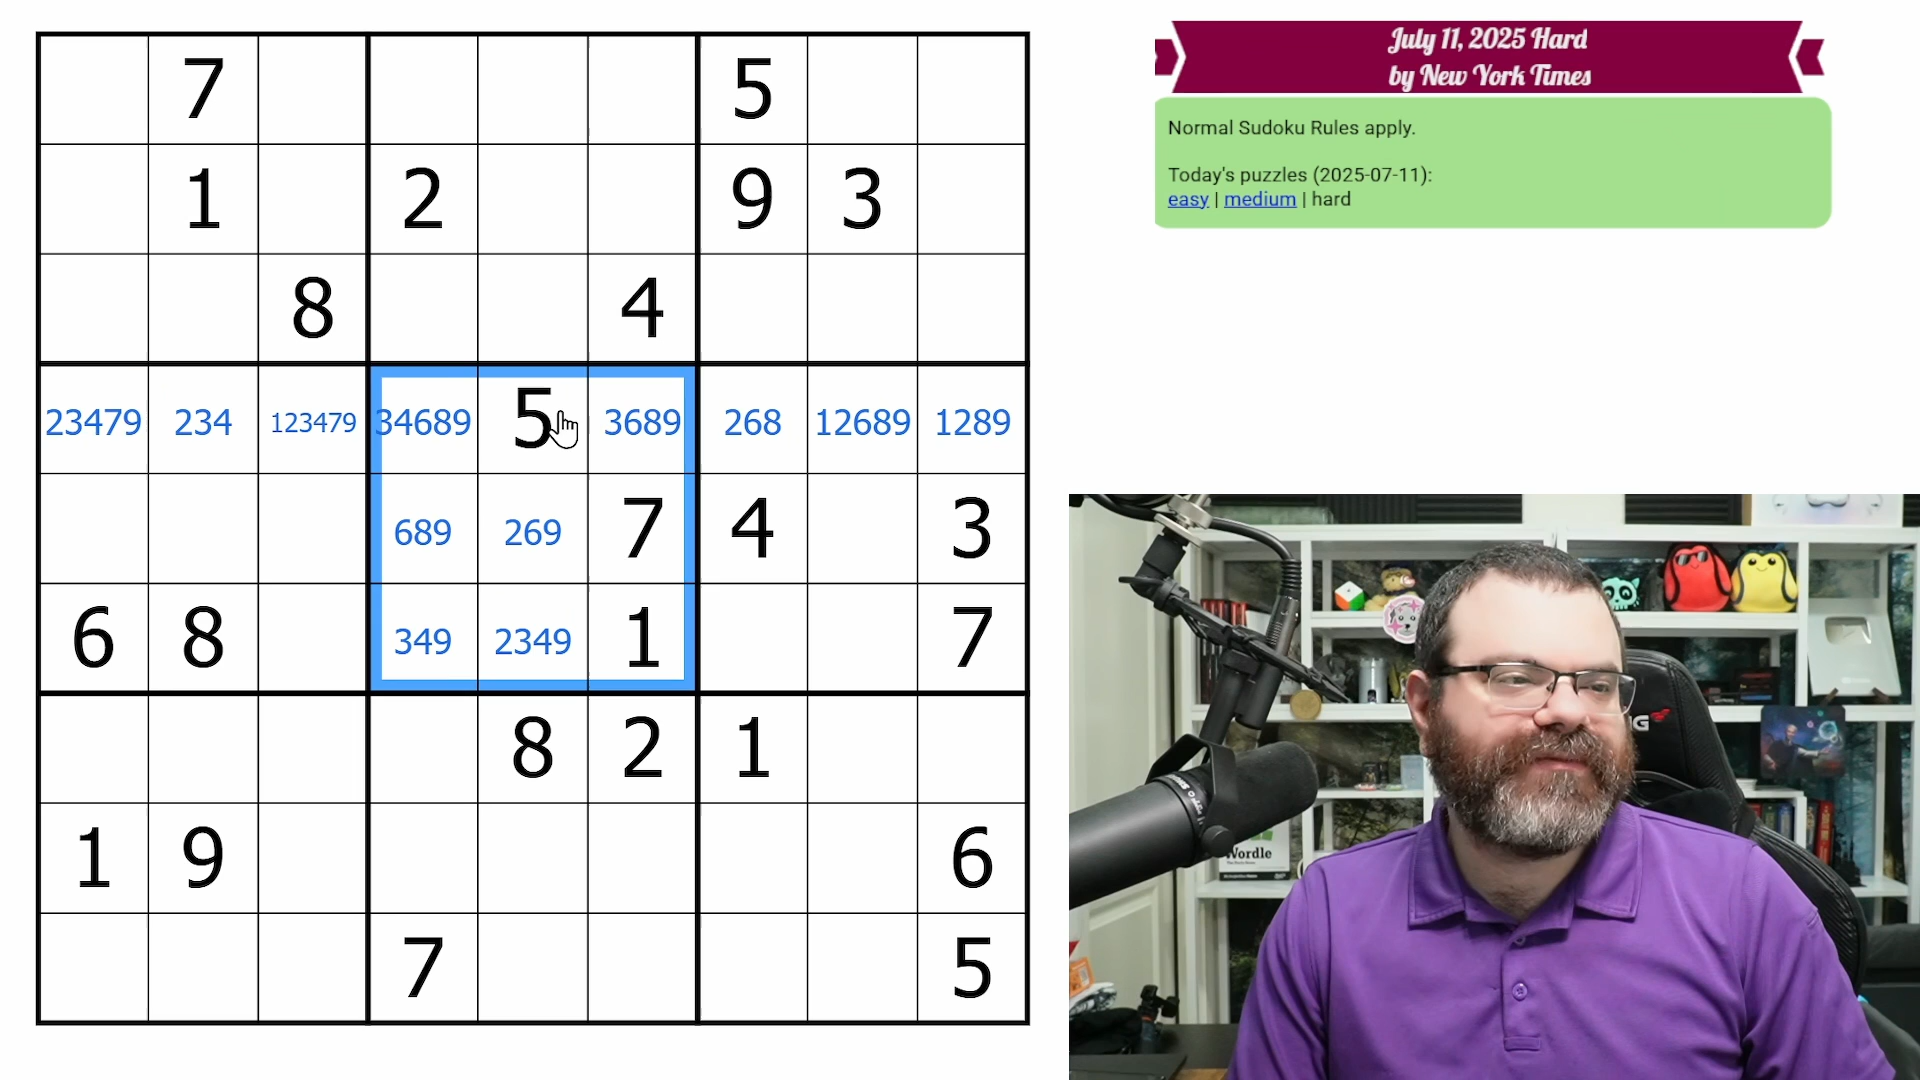 7 5
1 2 9 3
8 4
23479 234 123479 34689 5 3689 268 12689 1289
689 269 7 4 3
6 8 349 2349 1 7
8 2 1
1 9 6
7 5
July 11, 2025 Hard
by New York Times
Normal Sudoku Rules apply.
Today's puzzles (2025-07-11):
easy | medium | hard
Wordle